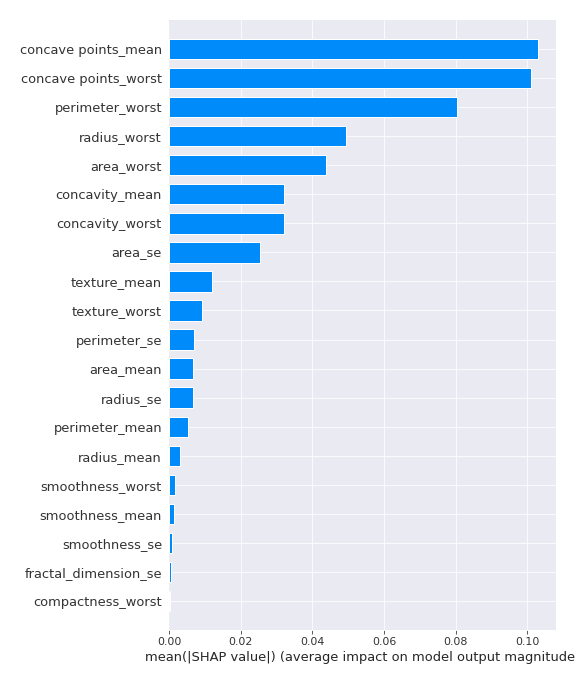 concave points_mean
concave points_worst
perimeter_worst
radius_worst
area_worst
concavity_mean
concavity_worst
area_se
texture_mean
texture_worst
perimeter_se
area_mean
radius_se
perimeter_mean
radius_mean
smoothness_worst
smoothness_mean
smoothness_se
fractal_dimension_se
compactness_worst
0.00 0.02 0.04 0.06 0.08 0.10
mean(|SHAP value|) (average impact on model output magnitude